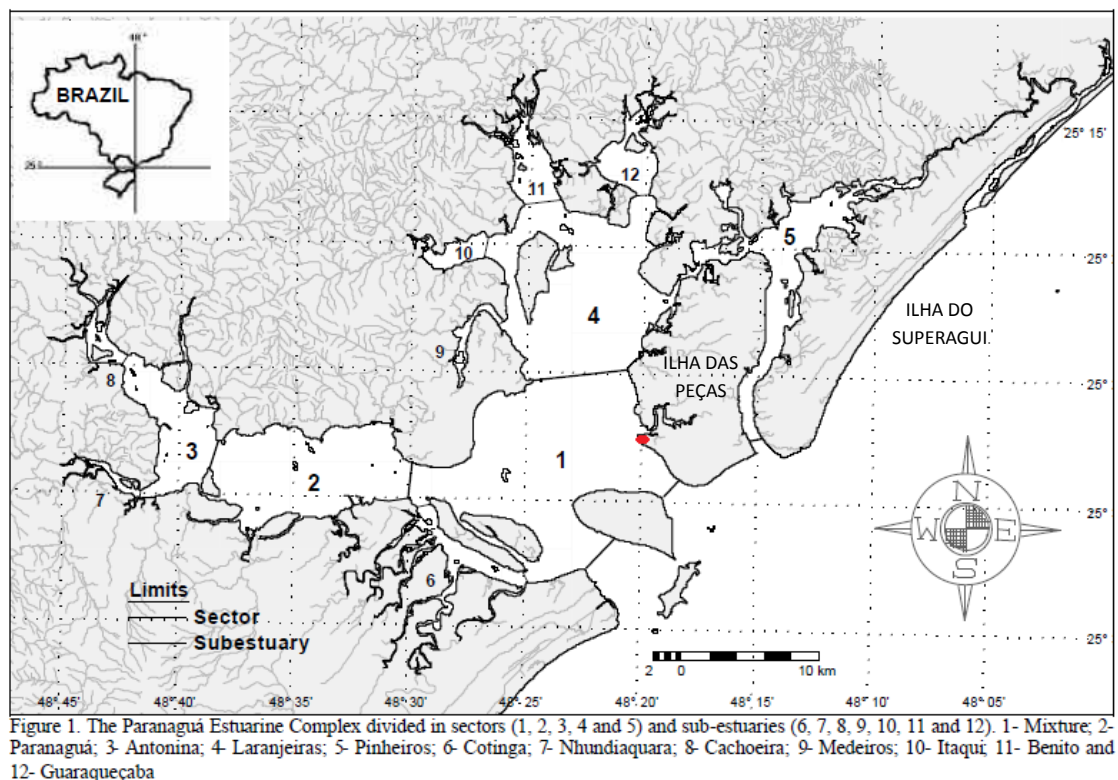 48°
BRAZIL
25°
25° 15'
12
11
5
10
25°
4
ILHA DO
SUPERAGUI
9
ILHA DAS
PEÇAS
25°
8
3
1
2
7
25°
N
W E
S
6
Limits
Sector
Subestuary
25°
2 0 10 km
48° 45' 48° 40' 48° 30' 48° 25' 48° 20' 48° 15' 48° 05'
Figure 1. The Paranaguá Estuarine Complex divided in sectors (1, 2, 3, 4 and 5) and sub-estuaries (6, 7, 8, 9, 10, 11 and 12). 1- Mixture; 2-
Paranaguá; 3- Antonina; 4- Laranjeiras; 5- Pinheiros; 6- Cotinga; 7- Nhundiaquara; 8- Cachoeira; 9- Medeiros; 10- Itaqui; 11- Benito and
12- Guaraqueçaba